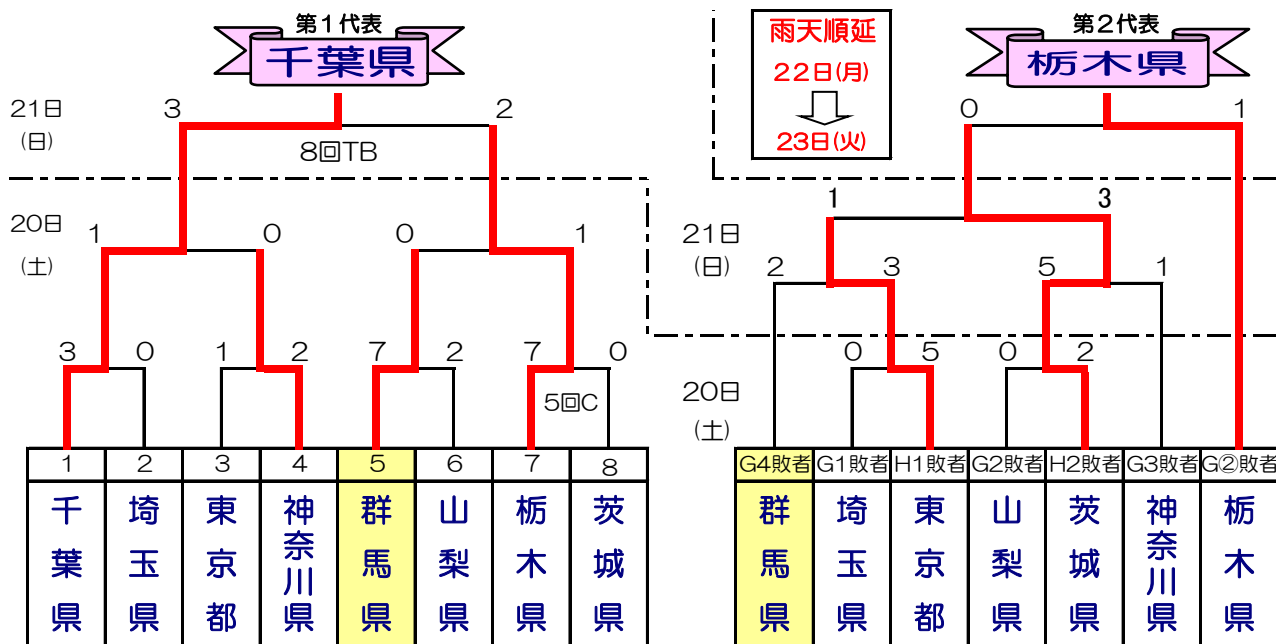 第１代表
千葉県
第２代表
栃木県
雨天順延
２２日(月)
２３日(火)
21日
(日)
3
2
8回TB
0
1
20日
(土)
1
0
0
1
21日
(日)
1
3
2
3
5
1
3
0
1
2
7
2
7
0
5回C
20日
(土)
0
5
0
2
1
2
3
4
5
6
7
8
千葉県
埼玉県
東京都
神奈川県
群馬県
山梨県
栃木県
茨城県
G4敗者
G1敗者
H1敗者
G2敗者
H2敗者
G3敗者
G②敗者
群馬県
埼玉県
東京都
山梨県
茨城県
神奈川県
栃木県